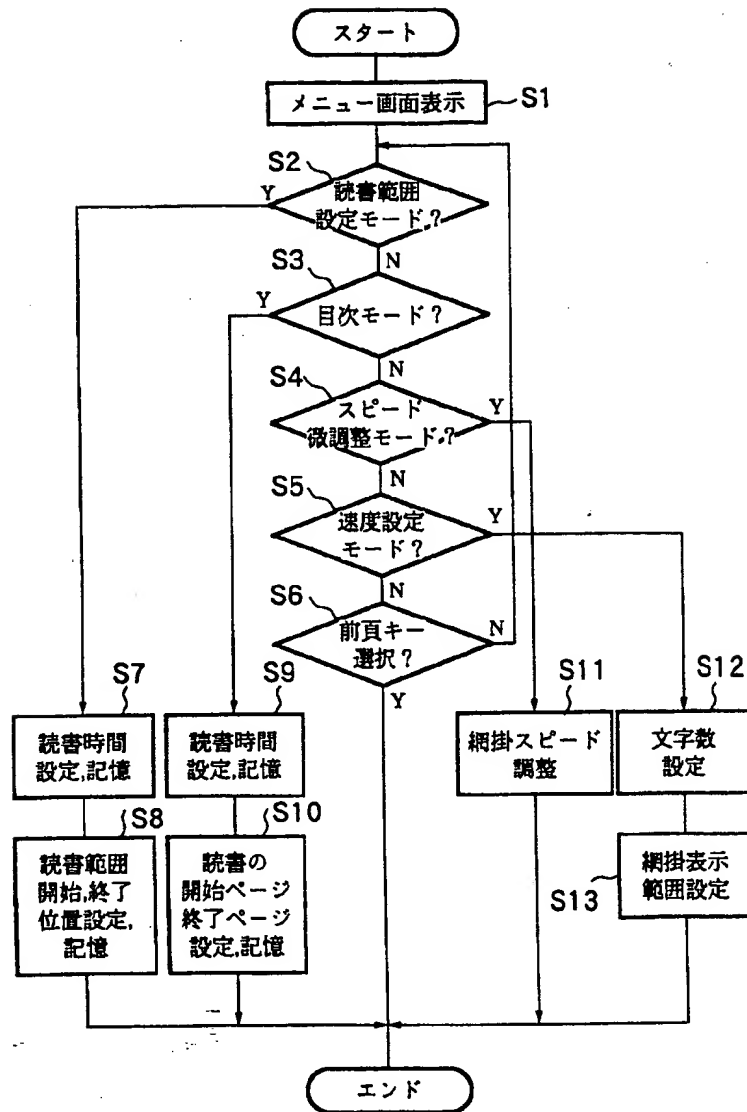 スタート
メニュー画面表示
S1
S2
Y
読書範囲
設定モード?
N
S3
Y
目次モード?
N
S4
スピード
微調整モード?
Y
N
S5
速度設定
モード?
Y
N
S6
前頁キー
選択?
N
Y
S7
読書時間
設定,記憶
S9
読書時間
設定,記憶
S11
網掛スピード
調整
S12
文字数
設定
S8
読書範囲
開始,終了
位置設定,
記憶
S10
読書の
開始ページ
終了ページ
設定,記憶
S13
網掛表示
範囲設定
エンド